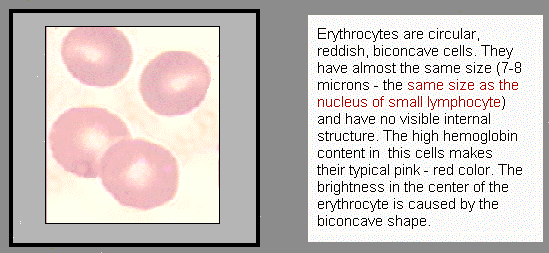 Erythrocytes are circular,
reddish, biconcave cells. They
have almost the same size (7-8
microns - the same size as the
nucleus of small lymphocyte)
and have no visible internal
structure. The high hemoglobin
content in this cells makes
their typical pink - red color. The
brightness in the center of the
erythrocyte is caused by the
biconcave shape.